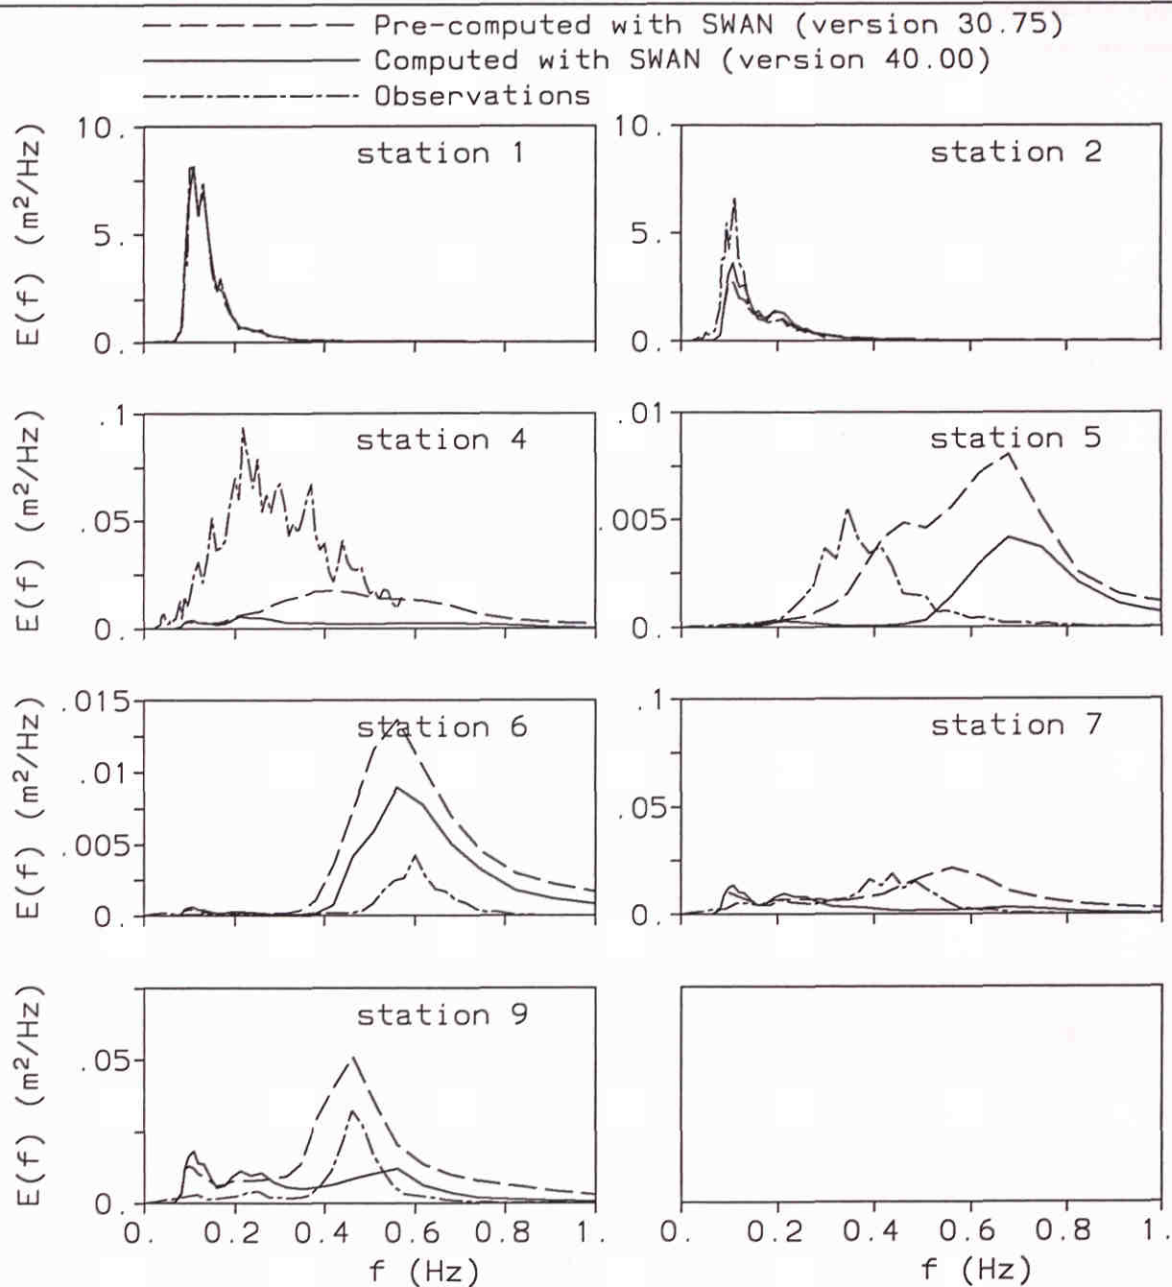 Pre-computed with SWAN (version 30.75)
Computed with SWAN (version 40.00)
Observations
E(f) (m²/Hz)
10.
5.
0.
station 1
10.
5.
0.
station 2
E(f) (m²/Hz)
.1
.05
0.
station 4
.01
.005
0.
station 5
E(f) (m²/Hz)
.015
.01
.005
0.
station 6
.1
.05
0.
station 7
E(f) (m²/Hz)
.05
0.
station 9
0. 0.2 0.4 0.6 0.8 1.
f (Hz)
0. 0.2 0.4 0.6 0.8 1.
f (Hz)